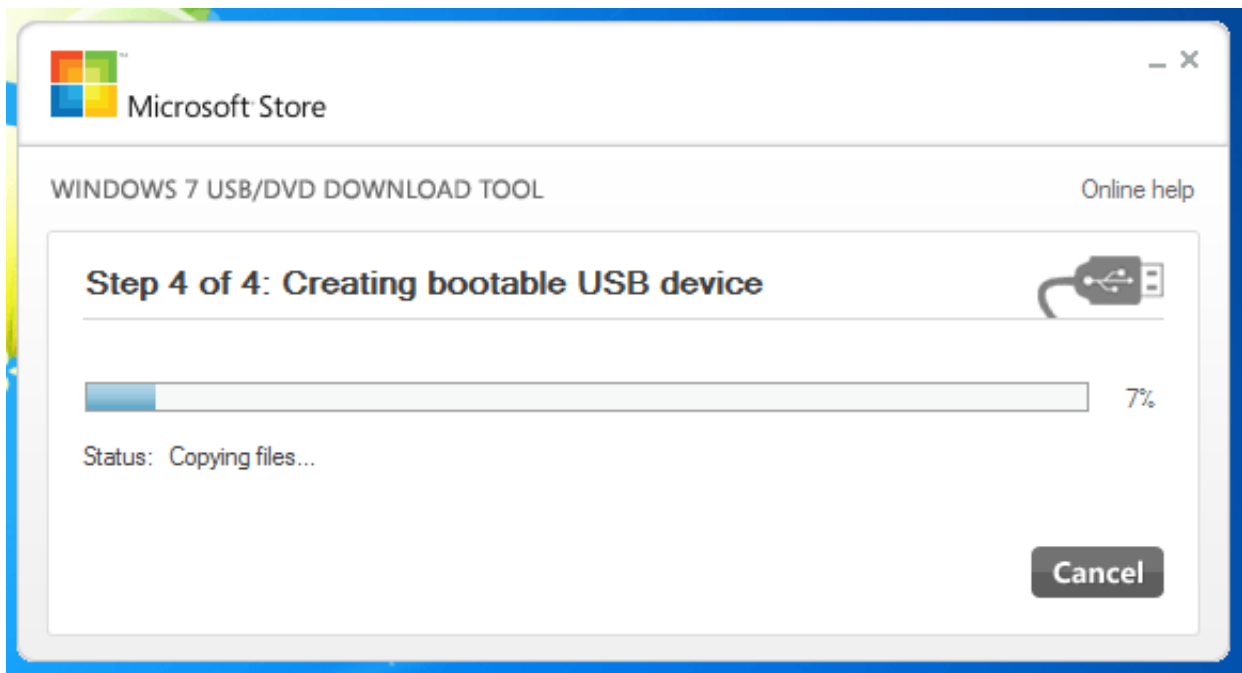 Microsoft Store
WINDOWS 7 USB/DVD DOWNLOAD TOOL
Online help
Step 4 of 4: Creating bootable USB device
7%
Status: Copying files...
Cancel